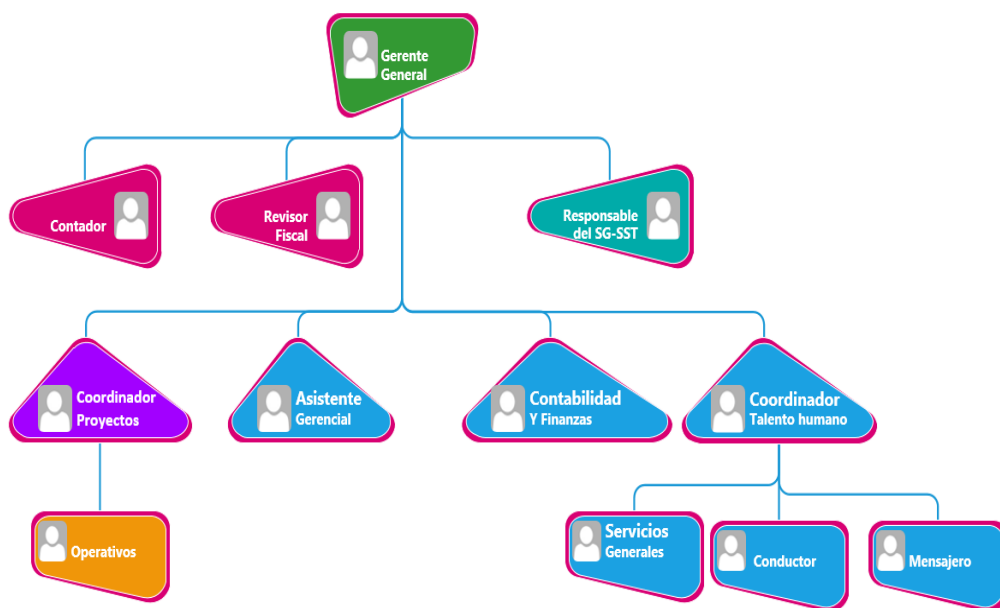 Gerente
General
Contador
Revisor
Fiscal
Responsable
del SG-SST
Coordinador
Proyectos
Asistente
Gerencial
Contabilidad
Y Finanzas
Coordinador
Talento humano
Operativos
Servicios
Generales
Conductor
Mensajero